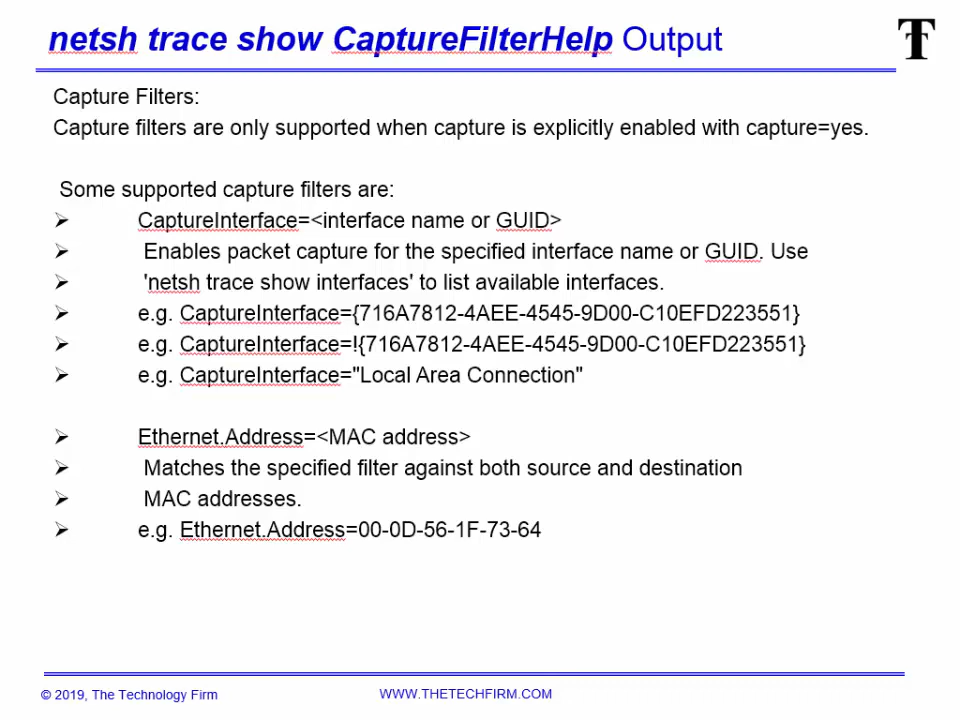 netsh trace show CaptureFilterHelp Output
TF
Capture Filters:
Capture filters are only supported when capture is explicitly enabled with capture=yes.
Some supported capture filters are:
➢ CaptureInterface=<interface name or GUID>
➢ Enables packet capture for the specified interface name or GUID. Use
➢ 'netsh trace show interfaces' to list available interfaces.
➢ e.g. CaptureInterface={716A7812-4AEE-4545-9D00-C10EFD223551}
➢ e.g. CaptureInterface=!{716A7812-4AEE-4545-9D00-C10EFD223551}
➢ e.g. CaptureInterface="Local Area Connection"
➢ Ethernet.Address=<MAC address>
➢ Matches the specified filter against both source and destination
➢ MAC addresses.
➢ e.g. Ethernet.Address=00-0D-56-1F-73-64
© 2019, The Technology Firm
WWW.THETECHFIRM.COM